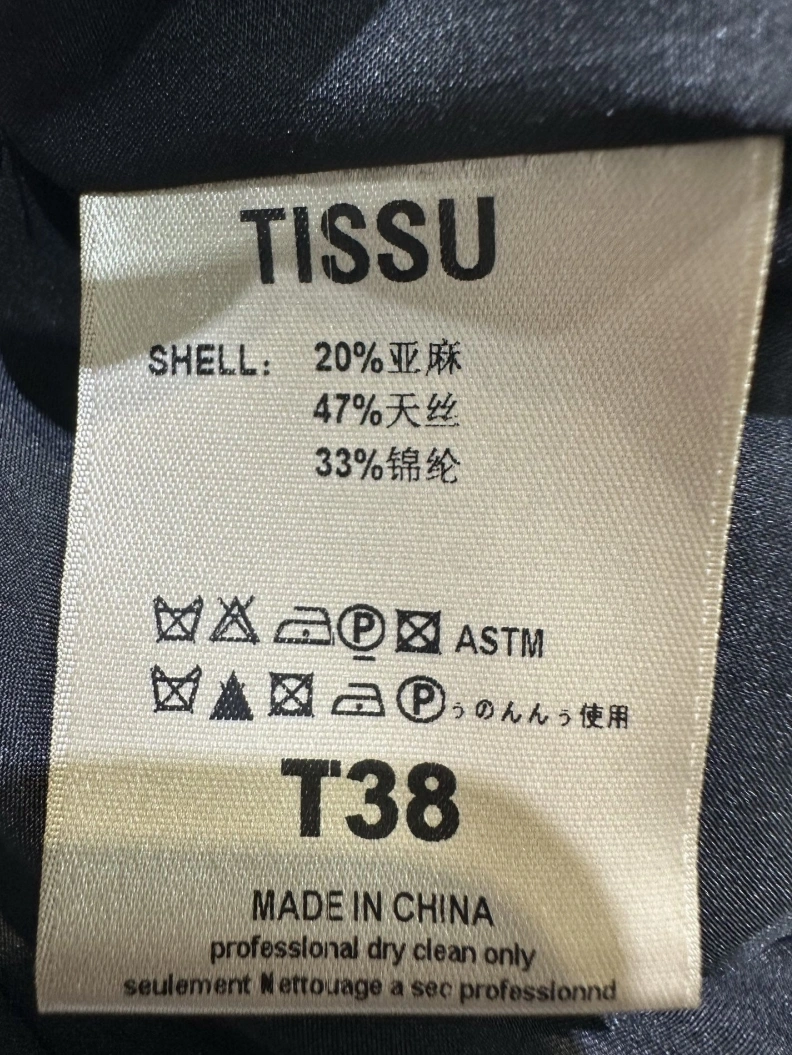 TISSU
SHELL: 20%亚麻
47%天丝
33%锦纶
P ASTM
P ぅのんんぅ使用
T38
MADE IN CHINA
professional dry clean only
seulement Nettouage a sec professionnd